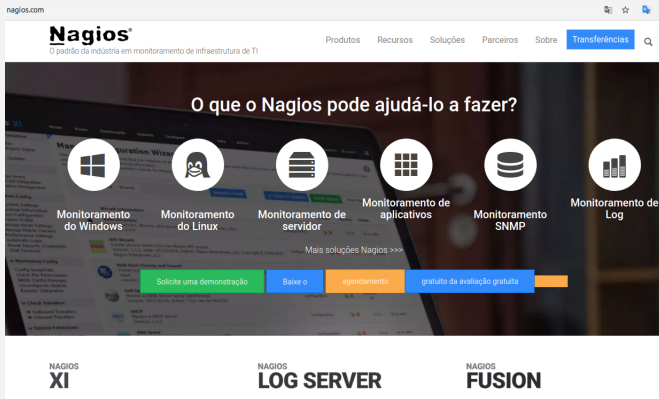 nagios.com
Nagios®
O padrão da indústria em monitoramento de infraestrutura de TI
Produtos Recursos Soluções Parceiros Sobre Transferências
O que o Nagios pode ajudá-lo a fazer?
Monitoramento do Windows
Monitoramento do Linux
Monitoramento de servidor
Monitoramento de aplicativos
Monitoramento SNMP
Monitoramento de Log
Mais soluções Nagios >>>
Solicite uma demonstração
Baixe o
agendamento
gratuito da avaliação gratuita
NAGIOS
XI
NAGIOS
LOG SERVER
NAGIOS
FUSION